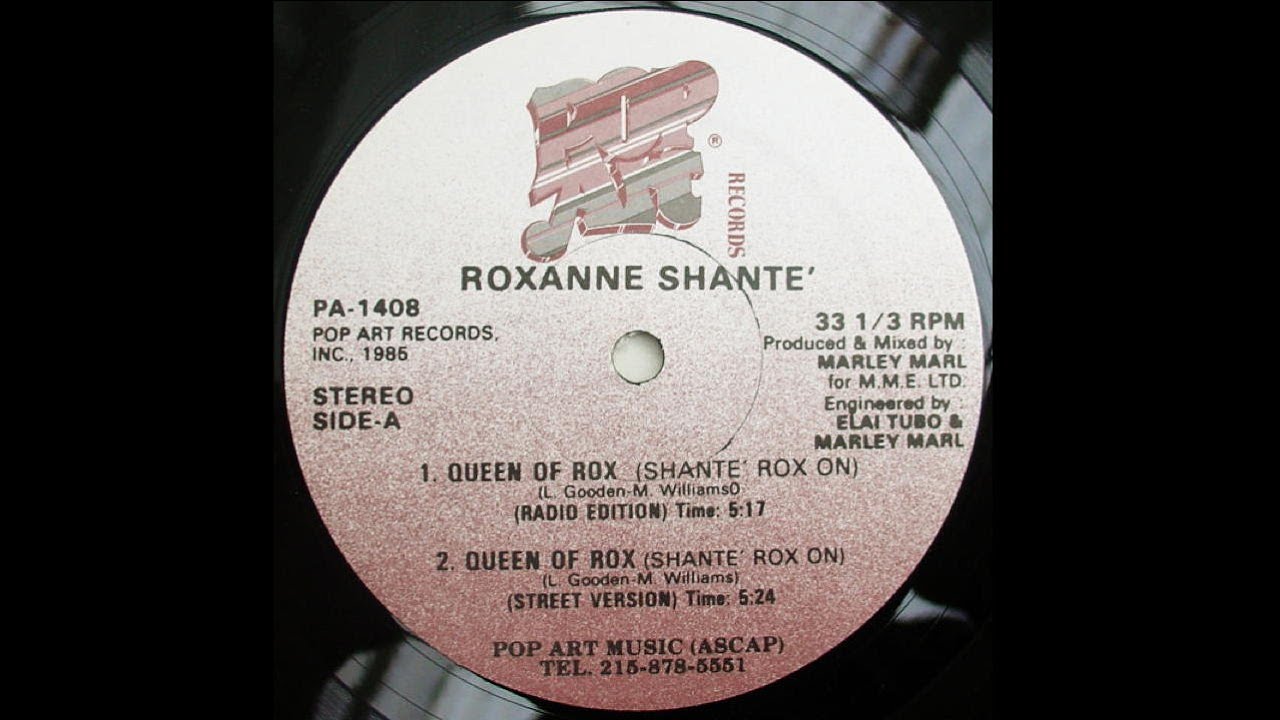 POP
ART
®
RECORDS
ROXANNE SHANTE'
PA-1408
POP ART RECORDS,
INC., 1985
STEREO
SIDE-A
33 1/3 RPM
Produced & Mixed by :
MARLEY MARL
for M.M.E. LTD.
Engineered by :
ELAI TUBO &
MARLEY MARL
1. QUEEN OF ROX (SHANTE' ROX ON)
(L. Gooden-M. Williams0
(RADIO EDITION) Time: 5:17
2. QUEEN OF ROX (SHANTE' ROX ON)
(L. Gooden-M. Williams)
(STREET VERSION) Time: 5:24
POP ART MUSIC (ASCAP)
TEL. 215-878-5551